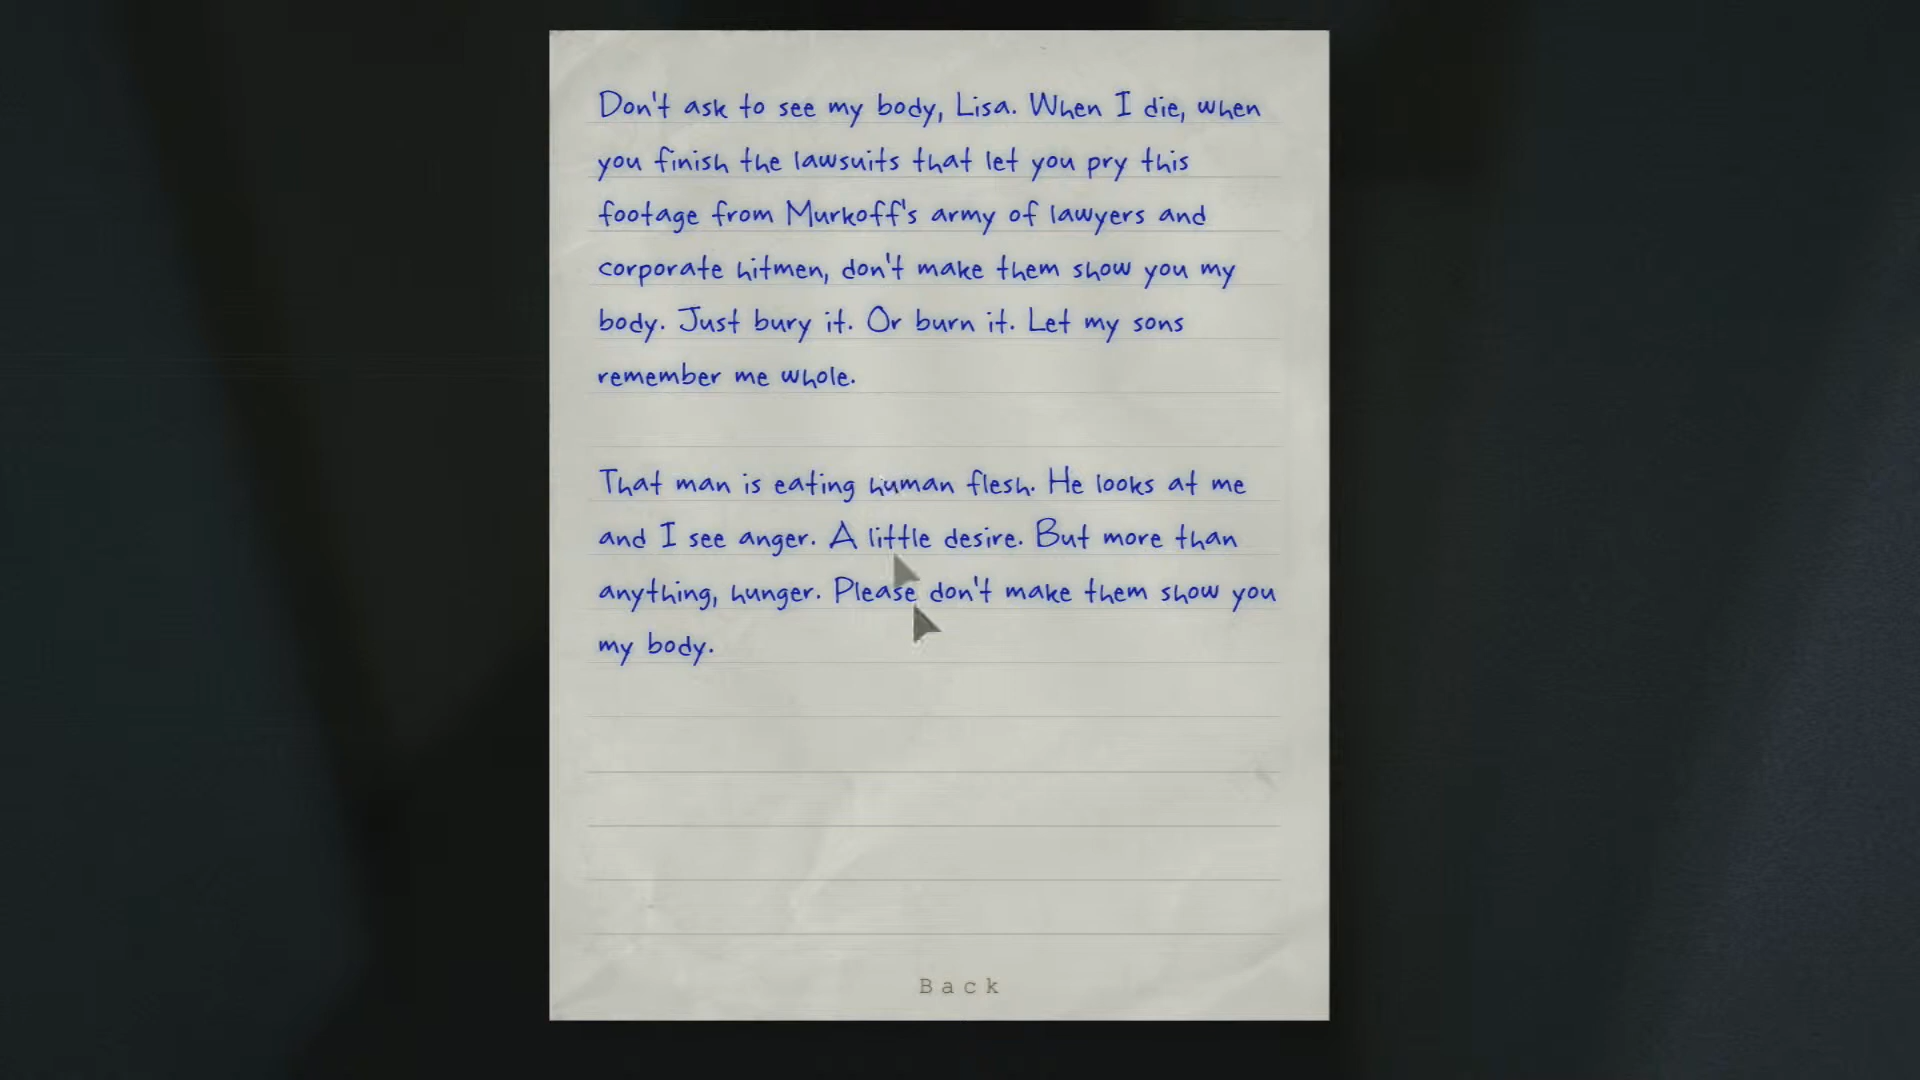 Don't ask to see my body, Lisa. When I die, when
you finish the lawsuits that let you pry this
footage from Murkoff's army of lawyers and
corporate hitmen, don't make them show you my
body. Just bury it. Or burn it. Let my sons
remember me whole.
That man is eating human flesh. He looks at me
and I see anger. A little desire. But more than
anything, hunger. Please don't make them show you
my body.
Back